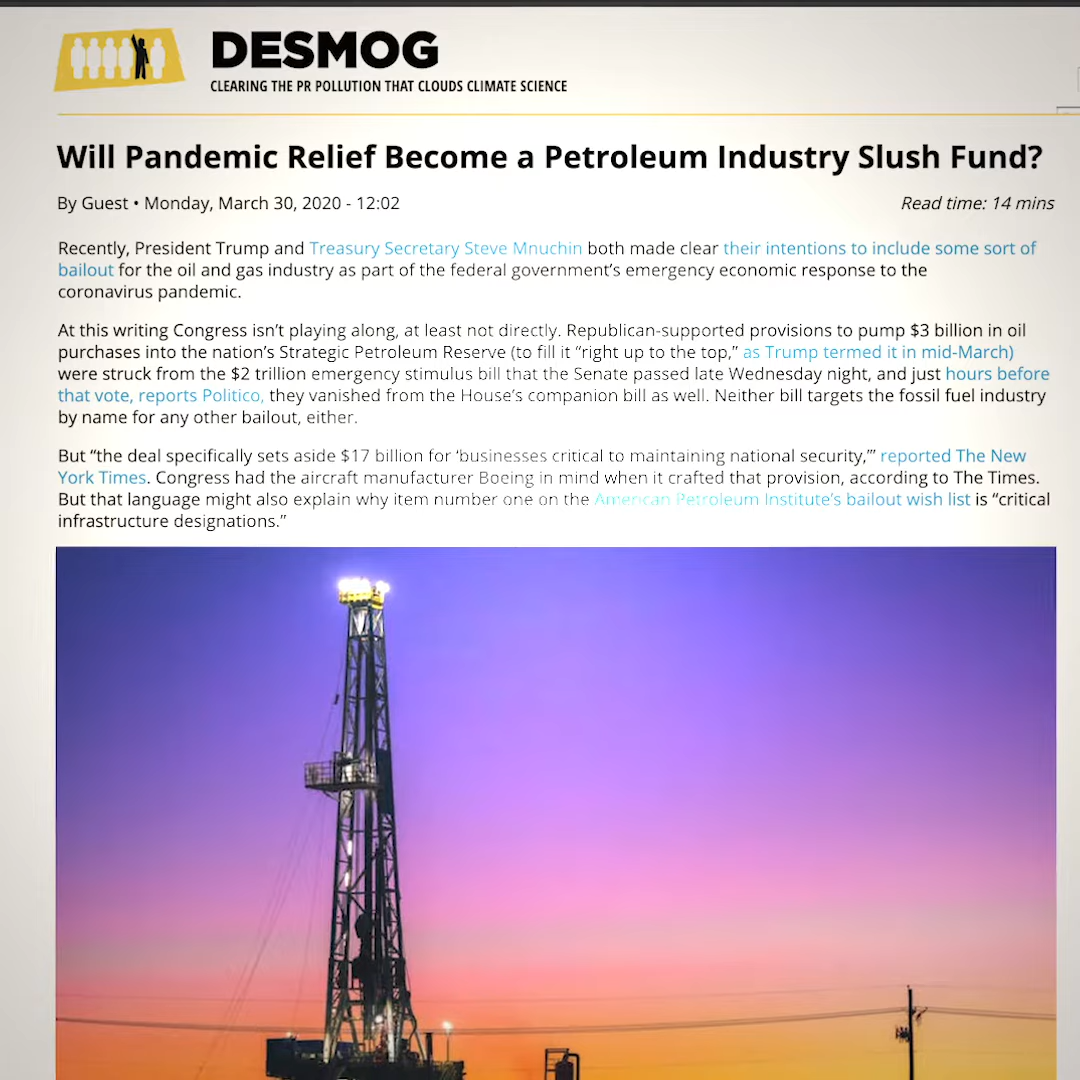 DESMOG
CLEARING THE PR POLLUTION THAT CLOUDS CLIMATE SCIENCE
Will Pandemic Relief Become a Petroleum Industry Slush Fund?
By Guest • Monday, March 30, 2020 - 12:02
Read time: 14 mins
Recently, President Trump and Treasury Secretary Steve Mnuchin both made clear their intentions to include some sort of
bailout for the oil and gas industry as part of the federal government’s emergency economic response to the
coronavirus pandemic.
At this writing Congress isn’t playing along, at least not directly. Republican-supported provisions to pump $3 billion in oil
purchases into the nation’s Strategic Petroleum Reserve (to fill it “right up to the top,” as Trump termed it in mid-March)
were struck from the $2 trillion emergency stimulus bill that the Senate passed late Wednesday night, and just hours before
that vote, reports Politico, they vanished from the House’s companion bill as well. Neither bill targets the fossil fuel industry
by name for any other bailout, either.
But “the deal specifically sets aside $17 billion for ‘businesses critical to maintaining national security,’” reported The New
York Times. Congress had the aircraft manufacturer Boeing in mind when it crafted that provision, according to The Times.
But that language might also explain why item number one on the American Petroleum Institute’s bailout wish list is “critical
infrastructure designations.”